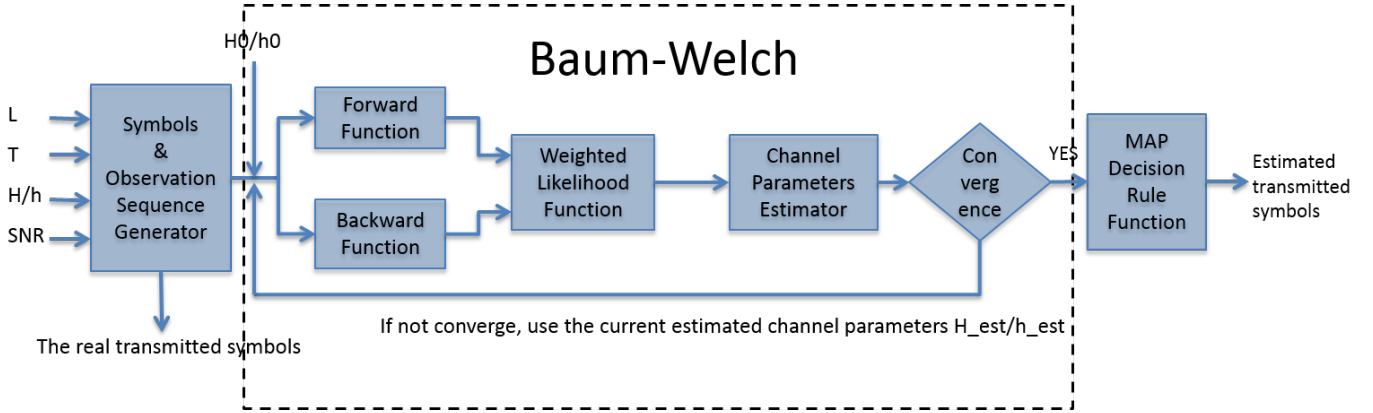 H0/h0
Baum-Welch
L
T
H/h
SNR
Symbols
&
Observation
Sequence
Generator
Forward
Function
Backward
Function
Weighted
Likelihood
Function
Channel
Parameters
Estimator
Con
verg
ence
YES
MAP
Decision
Rule
Function
Estimated
transmitted
symbols
If not converge, use the current estimated channel parameters H_est/h_est
The real transmitted symbols